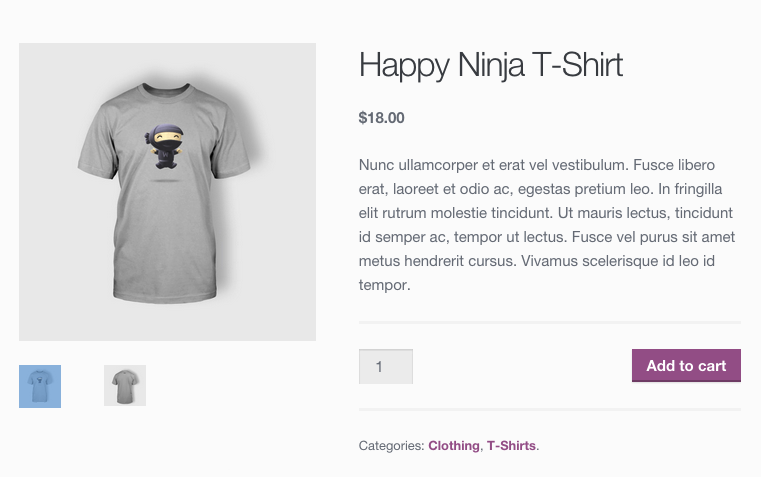 Happy Ninja T-Shirt
$18.00
Nunc ullamcorper et erat vel vestibulum. Fusce libero
erat, laoreet et odio ac, egestas pretium leo. In fringilla
elit rutrum molestie tincidunt. Ut mauris lectus, tincidunt
id semper ac, tempor ut lectus. Fusce vel purus sit amet
metus hendrerit cursus. Vivamus scelerisque id leo id
tempor.
1
Add to cart
Categories: Clothing, T-Shirts.